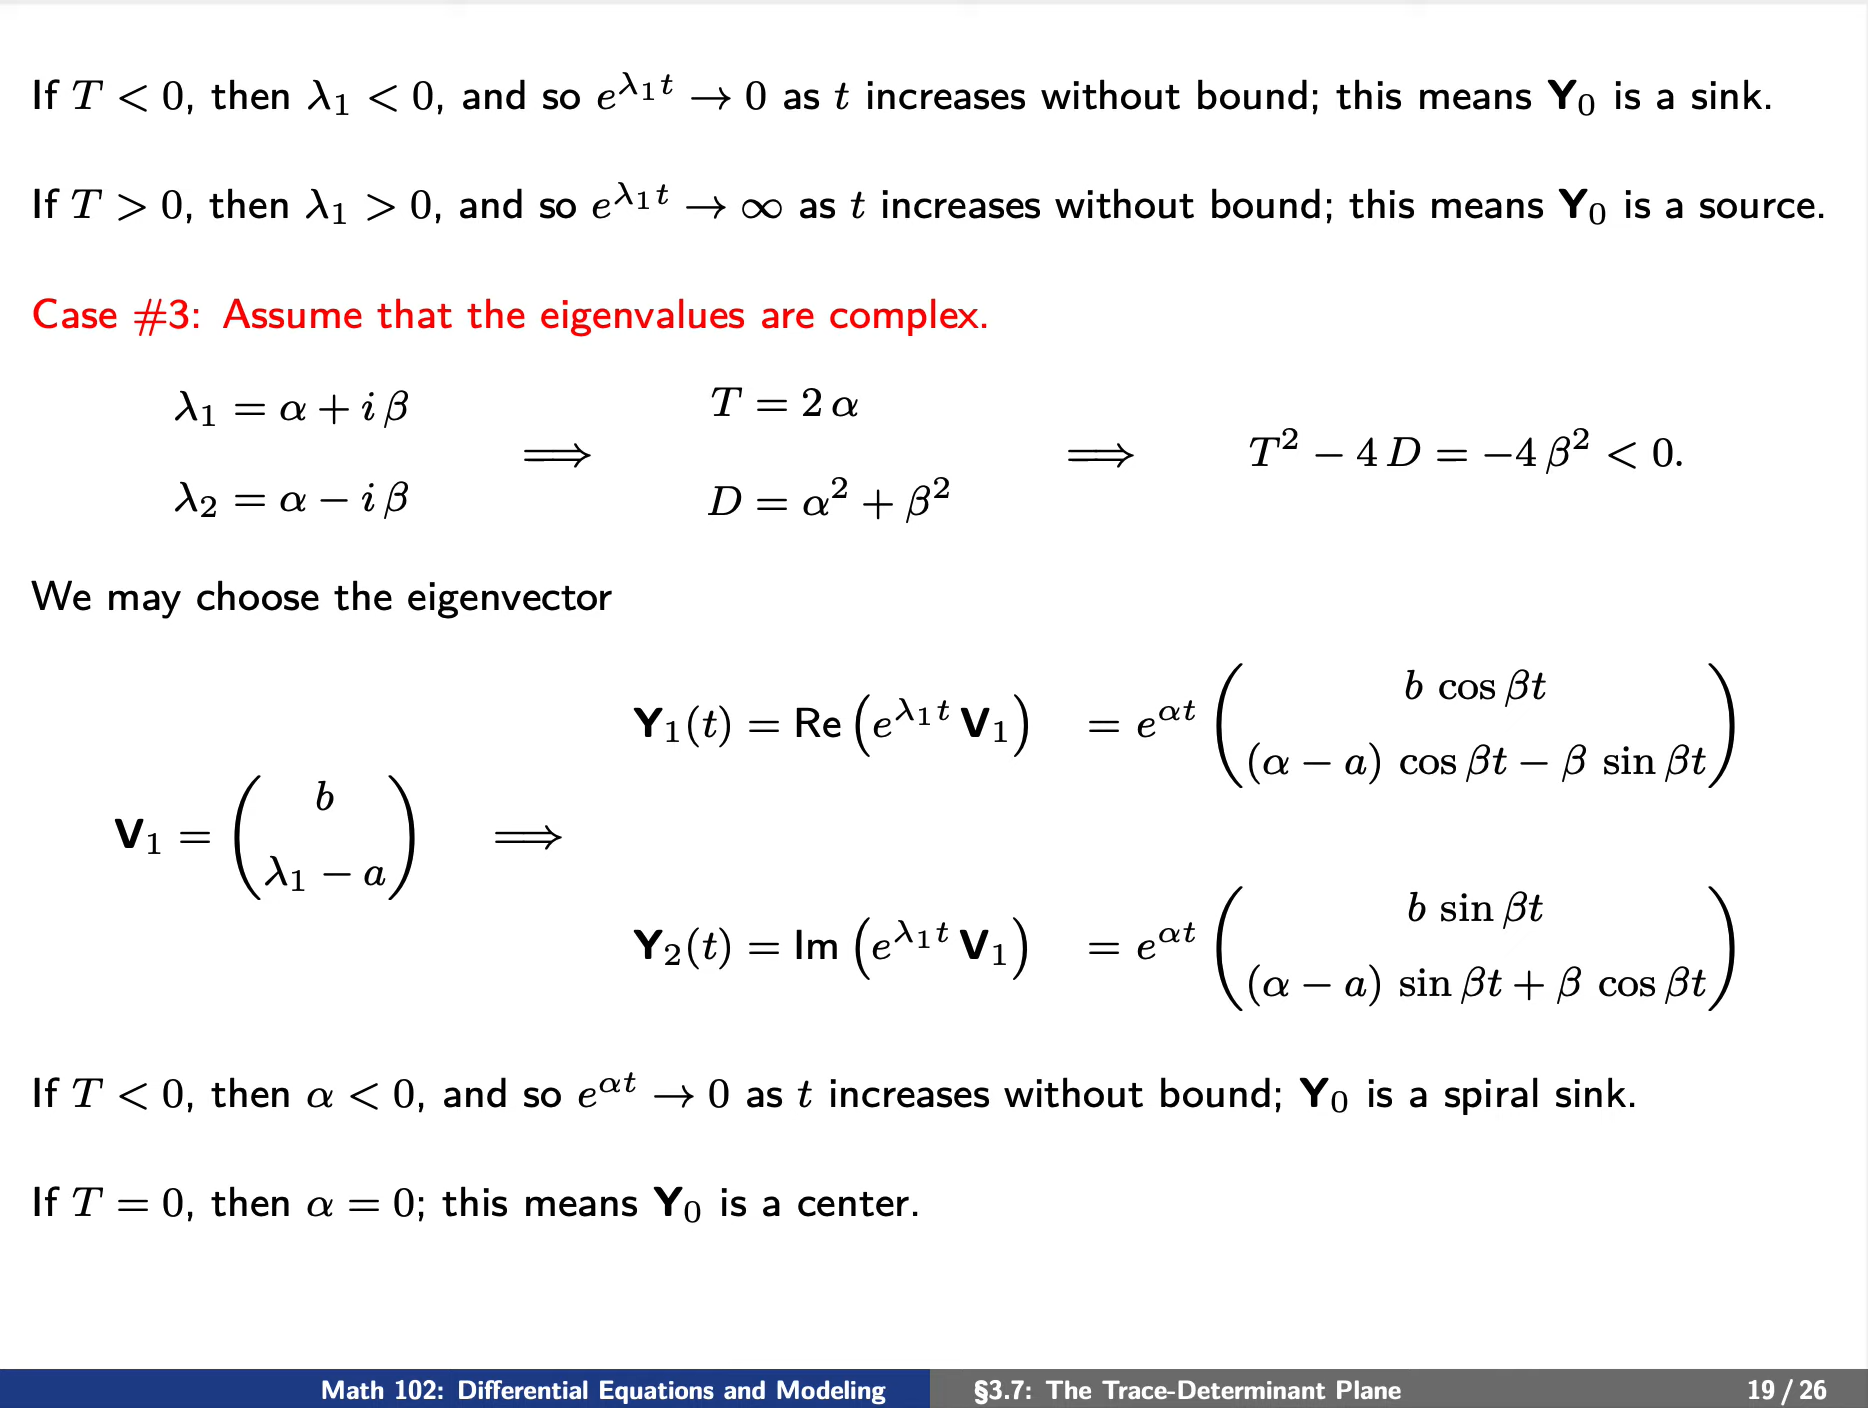 If T < 0, then λ₁ < 0, and so e^{λ₁t} → 0 as t increases without bound; this means Y₀ is a sink.
If T > 0, then λ₁ > 0, and so e^{λ₁t} → ∞ as t increases without bound; this means Y₀ is a source.
Case #3: Assume that the eigenvalues are complex.
λ₁ = α + i β
λ₂ = α − i β
⟹
T = 2 α
D = α² + β²
⟹
T² − 4 D = −4 β² < 0.
We may choose the eigenvector
V₁ = ( b
λ₁ − a )
⟹
Y₁(t) = Re (e^{λ₁t} V₁) = e^{αt} ( b cos βt
(α − a) cos βt − β sin βt )
Y₂(t) = Im (e^{λ₁t} V₁) = e^{αt} ( b sin βt
(α − a) sin βt + β cos βt )
If T < 0, then α < 0, and so e^{αt} → 0 as t increases without bound; Y₀ is a spiral sink.
If T = 0, then α = 0; this means Y₀ is a center.
Math 102: Differential Equations and Modeling
§3.7: The Trace-Determinant Plane
19 / 26